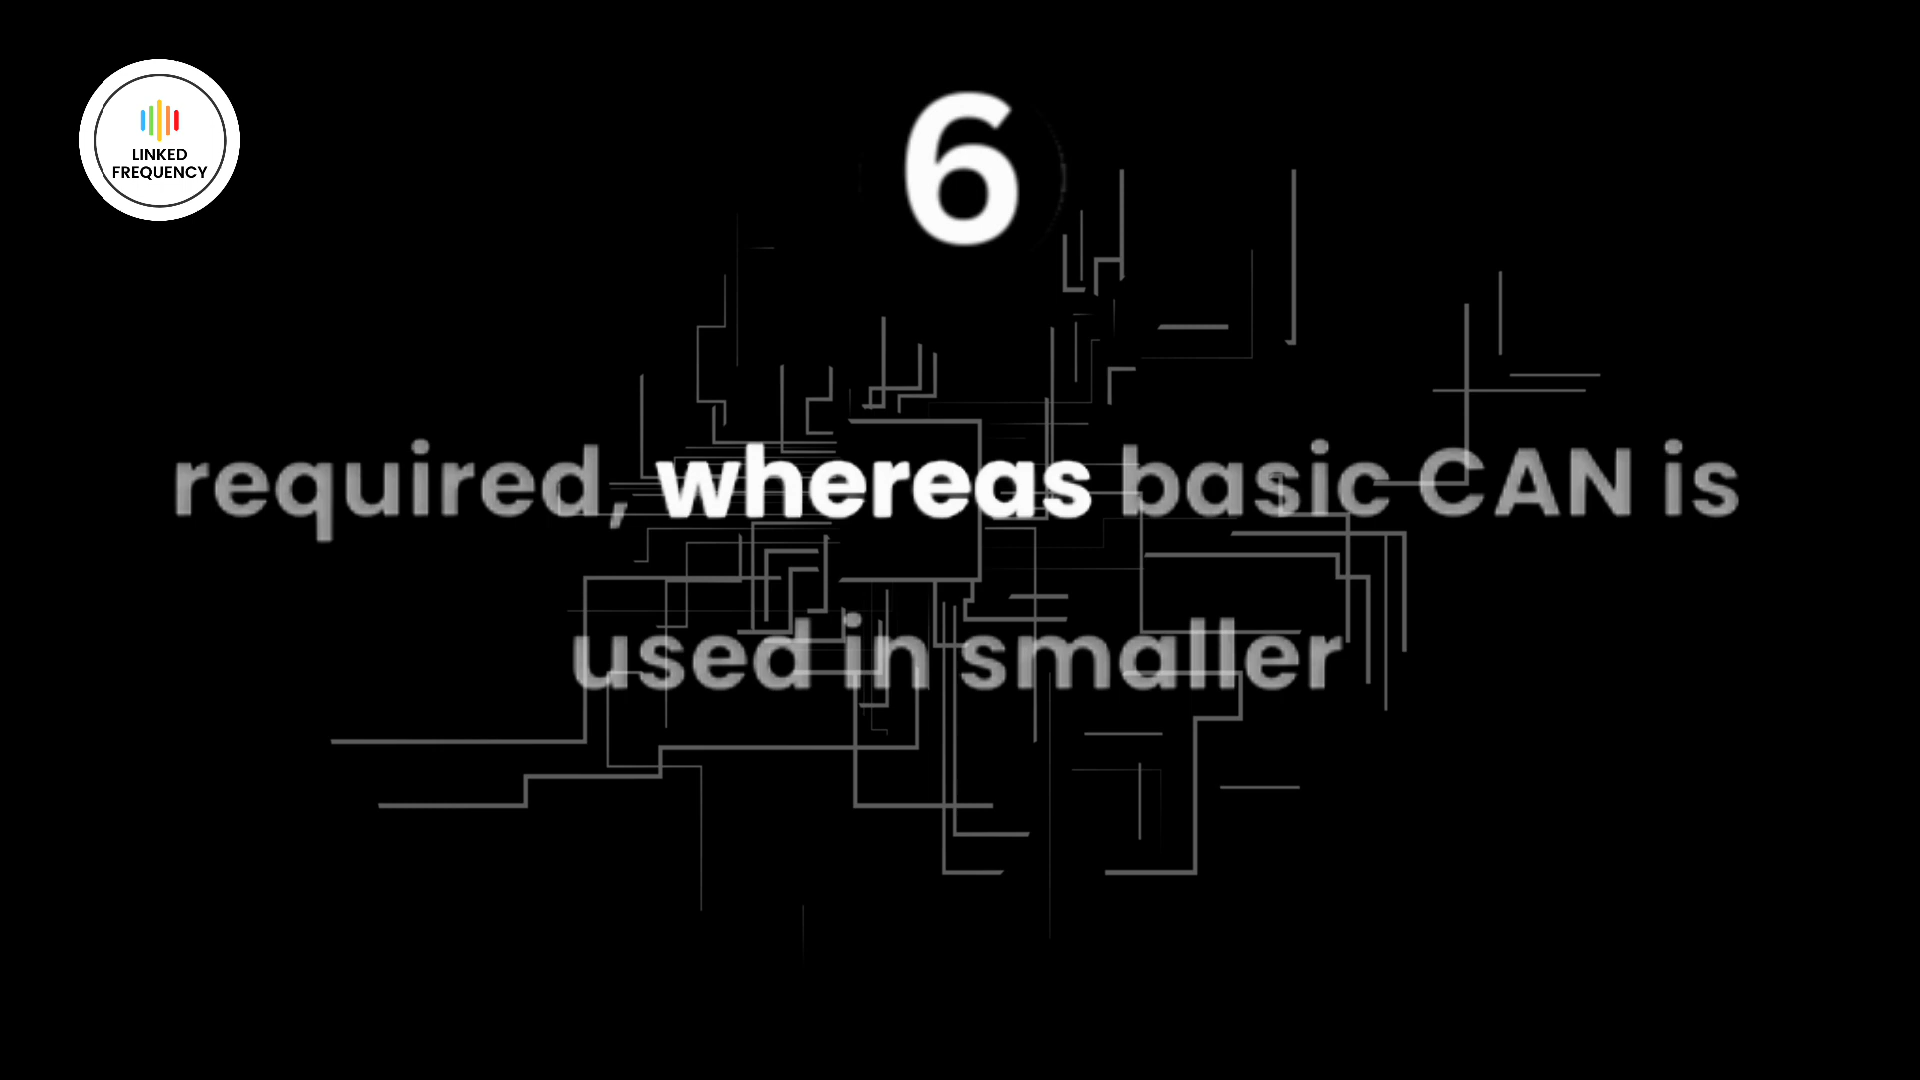 LINKED
FREQUENCY
6
required, whereas basic CAN is
used in smaller